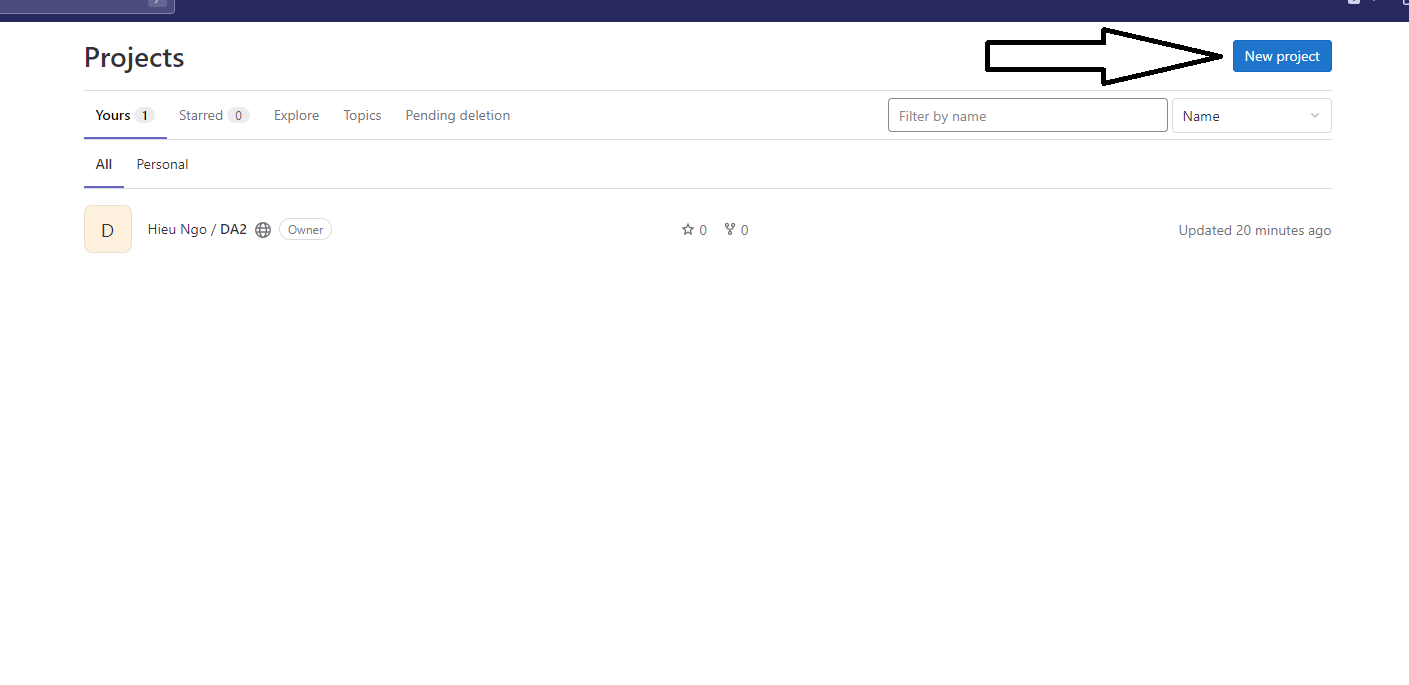 Projects
New project
Yours 1 Starred 0 Explore Topics Pending deletion
Filter by name
Name
All Personal
D
Hieu Ngo / DA2 Owner
0 0
Updated 20 minutes ago